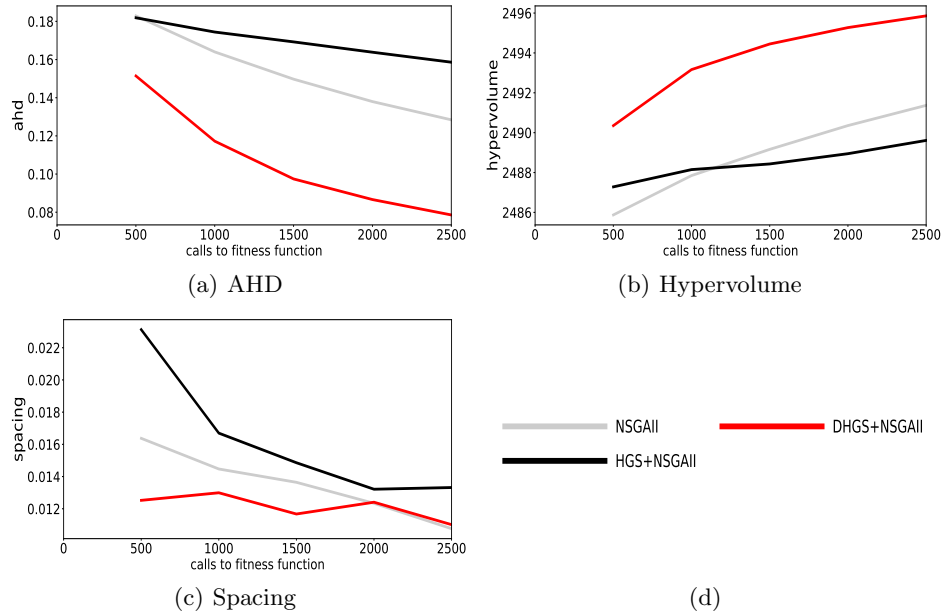 0.18
0.16
0.14
0.12
0.10
0.08
ahd
0 500 1000 1500 2000 2500
calls to fitness function
(a) AHD
2496
2494
2492
2490
2488
2486
hypervolume
0 500 1000 1500 2000 2500
calls to fitness function
(b) Hypervolume
0.022
0.020
0.018
0.016
0.014
0.012
spacing
0 500 1000 1500 2000 2500
calls to fitness function
(c) Spacing
NSGAII
DHGS+NSGAII
HGS+NSGAII
(d)